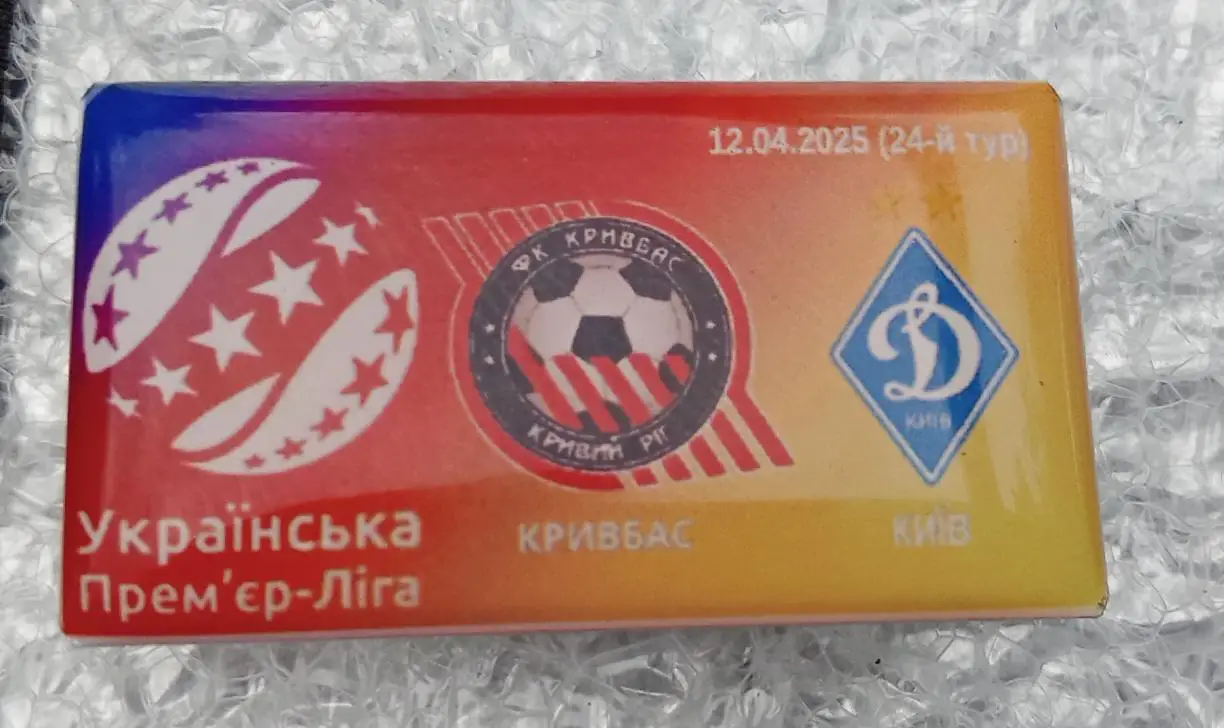 12.04.2025 (24-й тур)
ФК КРИВБАС
КРИВИЙ РІГ
Д
КИЇВ
Українська
Прем'єр-Ліга
КРИВБАС
КИЇВ